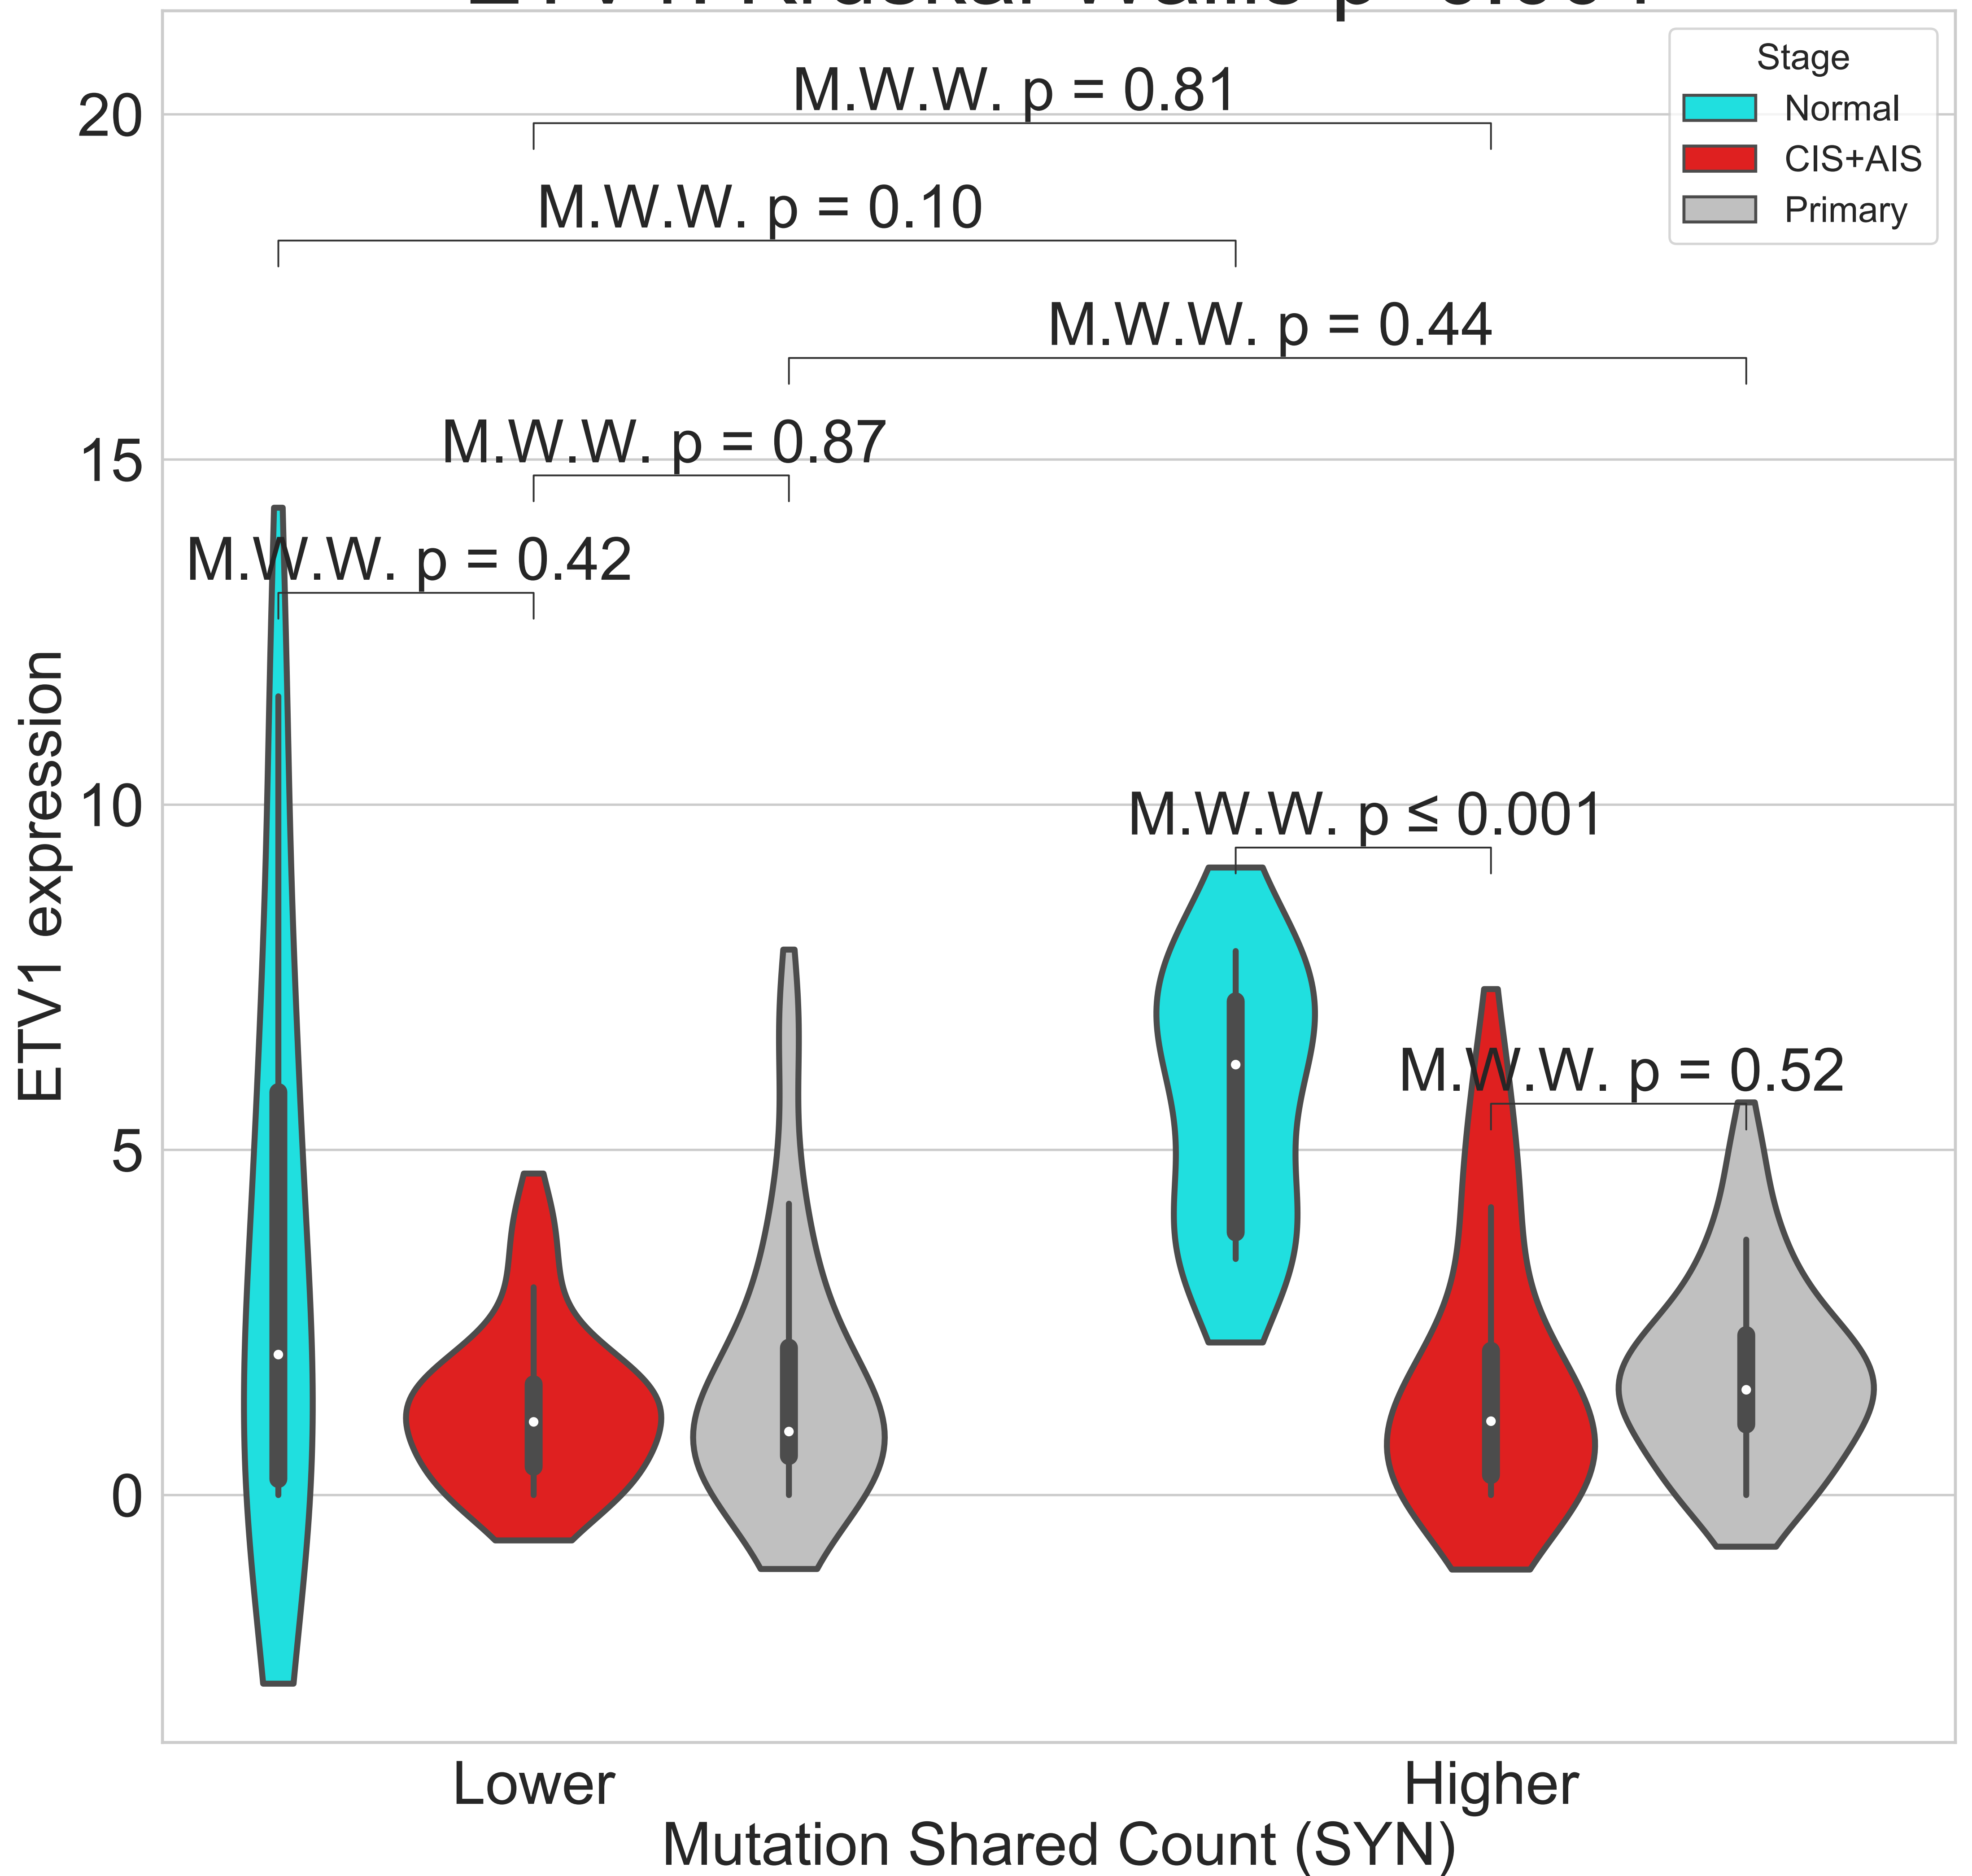 Stage
Normal
CIS+AIS
Primary
M.W.W. p = 0.81
M.W.W. p = 0.10
M.W.W. p = 0.44
M.W.W. p = 0.87
M.W.W. p = 0.42
M.W.W. p ≤ 0.001
M.W.W. p = 0.52
20
15
10
5
0
ETV1 expression
Lower
Higher
Mutation Shared Count (SYN)